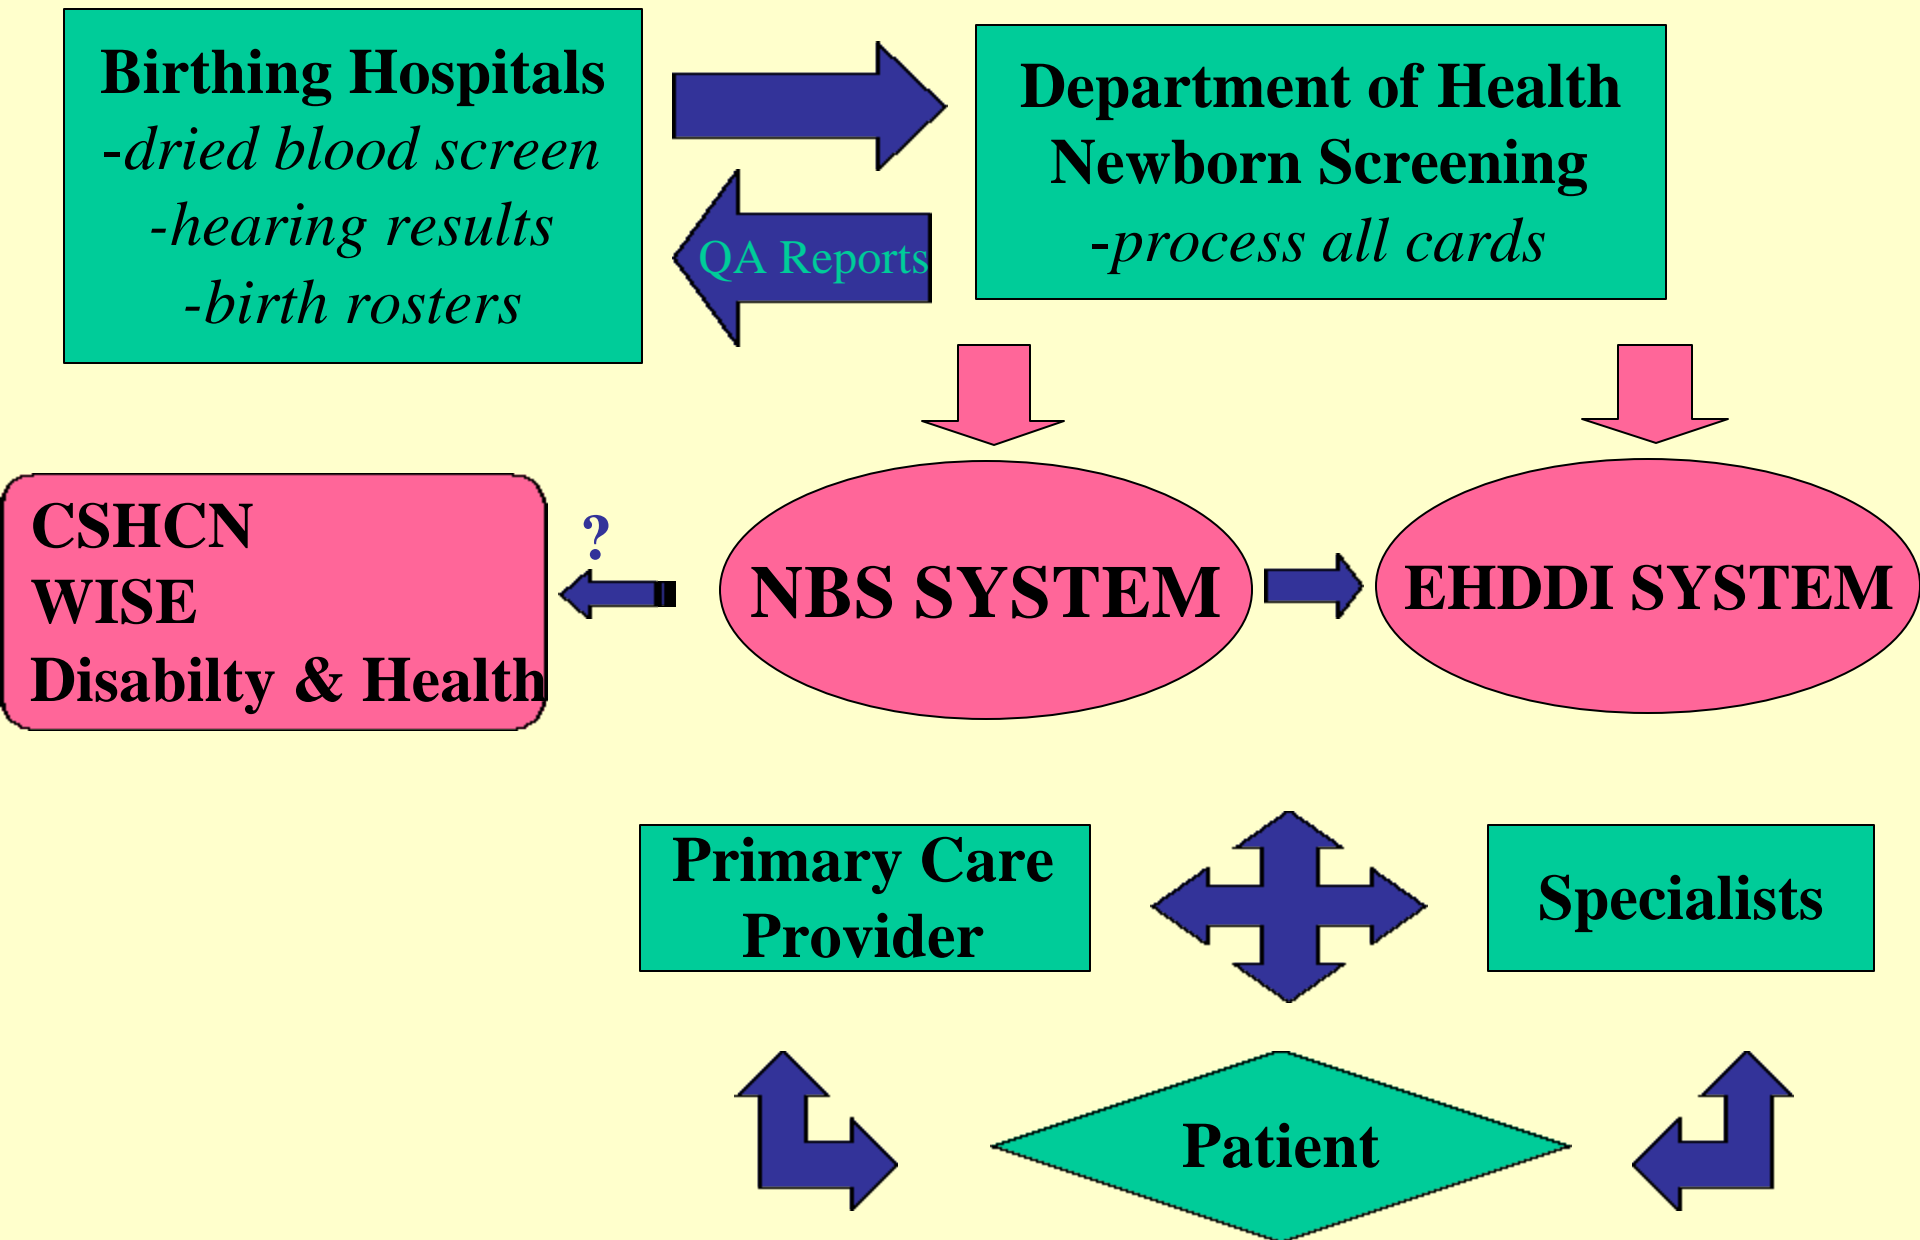 Birthing Hospitals
-dried blood screen
-hearing results
-birth rosters
Department of Health
Newborn Screening
-process all cards
QA Reports
CSHCN
WISE
Disabilty & Health
?
NBS SYSTEM
EHDDI SYSTEM
Primary Care
Provider
Specialists
Patient